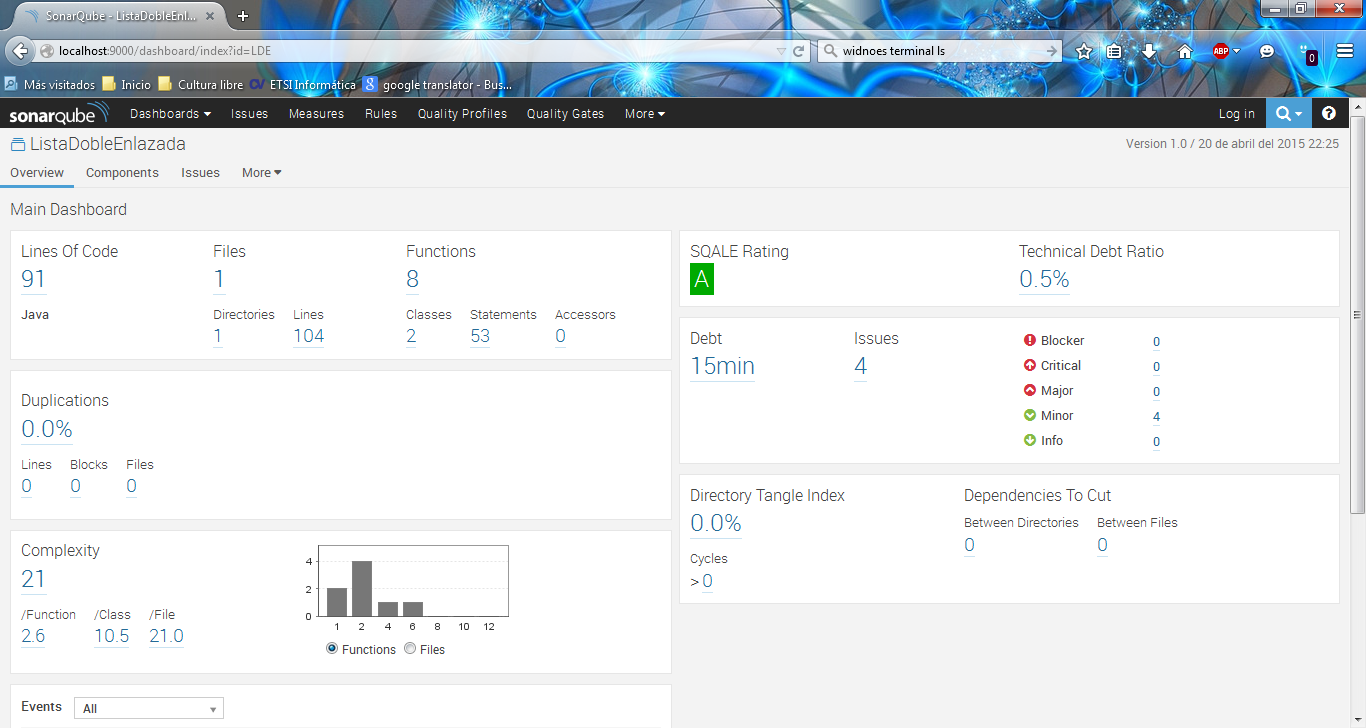 SonarQube - ListaDobleEnl...
localhost:9000/dashboard/index?id=LDE
widnoes terminal ls
ABP
0
Más visitados
Inicio
Cultura libre
ETSI Informática
google translator - Bus...
sonarqube
Dashboards
Issues
Measures
Rules
Quality Profiles
Quality Gates
More
Log in
ListaDobleEnlazada
Version 1.0 / 20 de abril del 2015 22:25
Overview
Components
Issues
More
Main Dashboard
Lines Of Code
91
Java
Files
1
Directories
1
Lines
104
Functions
8
Classes
2
Statements
53
Accessors
0
Duplications
0.0%
Lines
0
Blocks
0
Files
0
Complexity
21
/Function
2.6
/Class
10.5
/File
21.0
4
2
0
1 2 4 6 8 10 12
Functions
Files
Events
All
SQALE Rating
A
Technical Debt Ratio
0.5%
Debt
15min
Issues
4
Blocker 0
Critical 0
Major 0
Minor 4
Info 0
Directory Tangle Index
0.0%
Cycles
> 0
Dependencies To Cut
Between Directories
0
Between Files
0